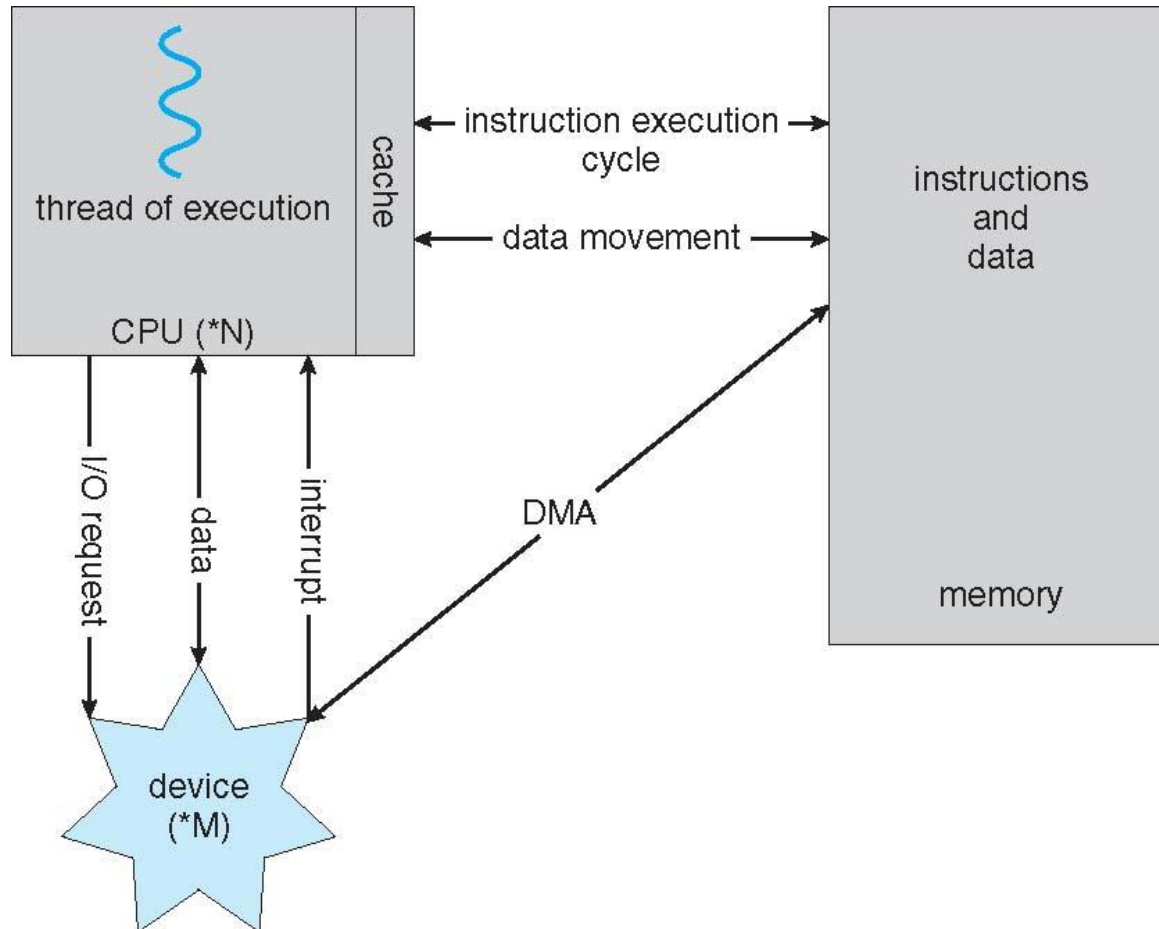 thread of execution
cache
CPU (*N)
instruction execution
cycle
data movement
instructions
and
data
memory
I/O request
data
interrupt
DMA
device
(*M)